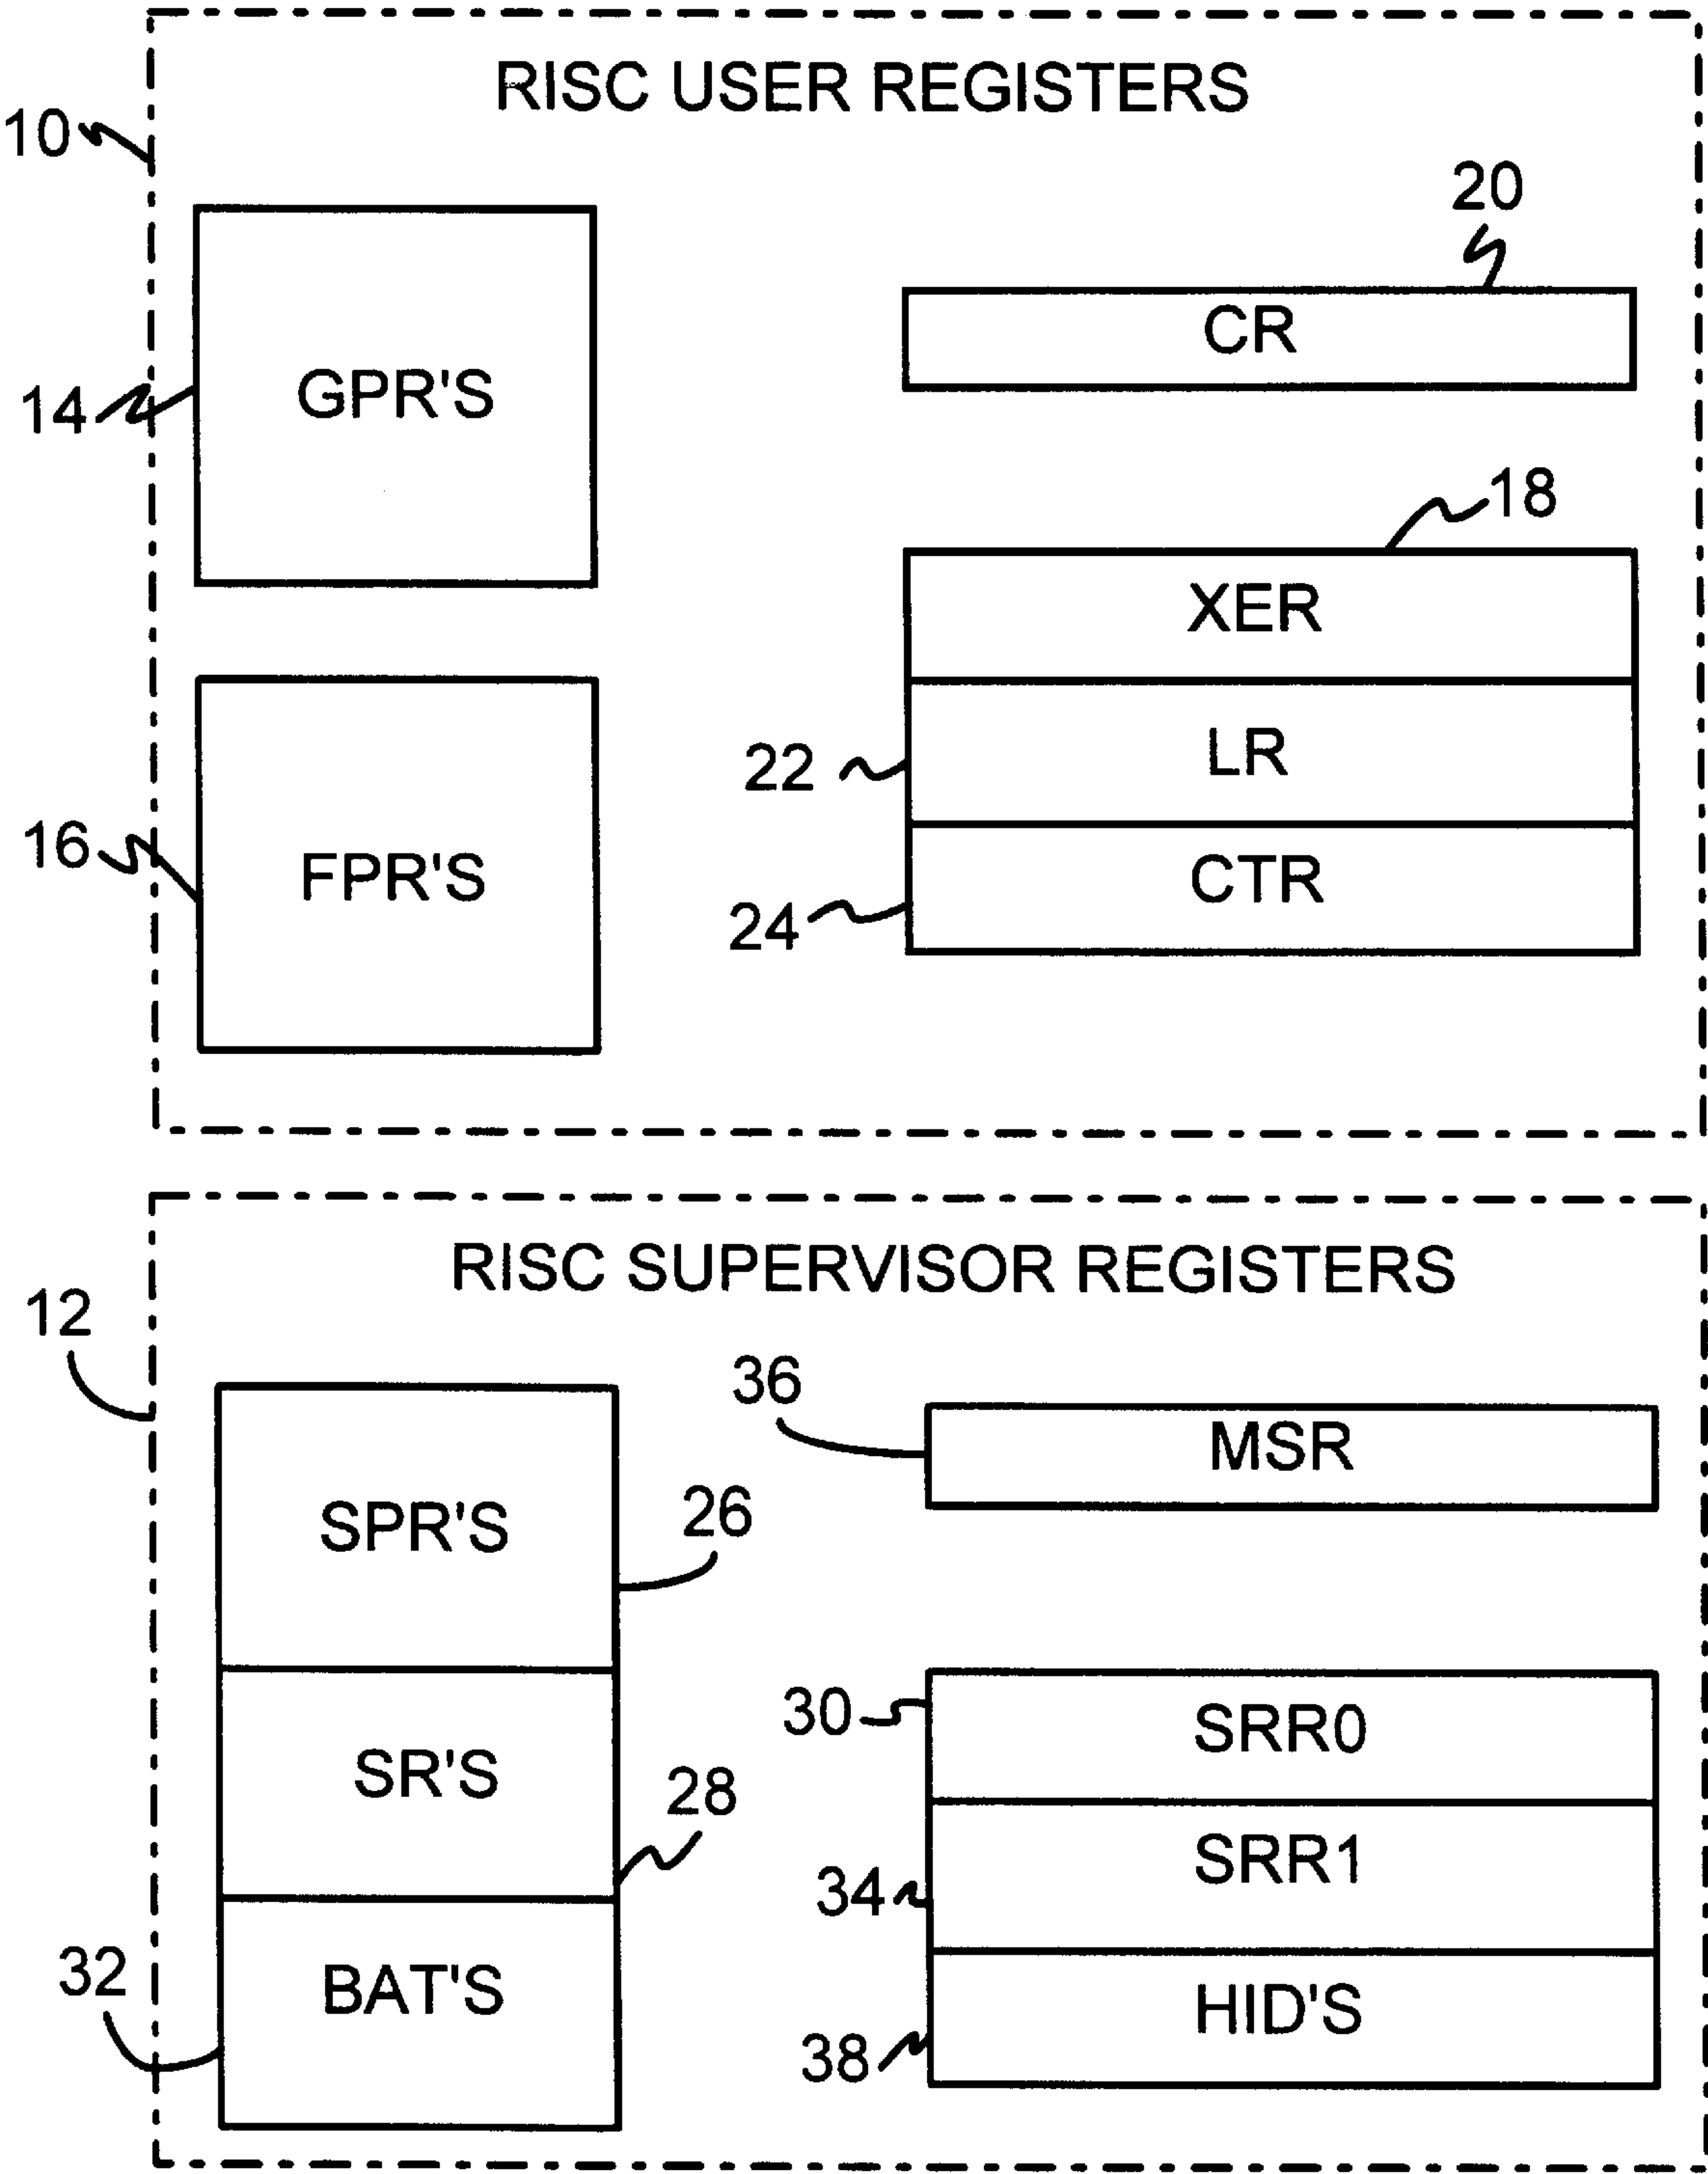 RISC USER REGISTERS
10
20
CR
GPR'S
14
18
XER
22
LR
16
FPR'S
CTR
24
RISC SUPERVISOR REGISTERS
12
36
MSR
SPR'S
26
30
SRR0
SR'S
28
SRR1
34
32
BAT'S
HID'S
38